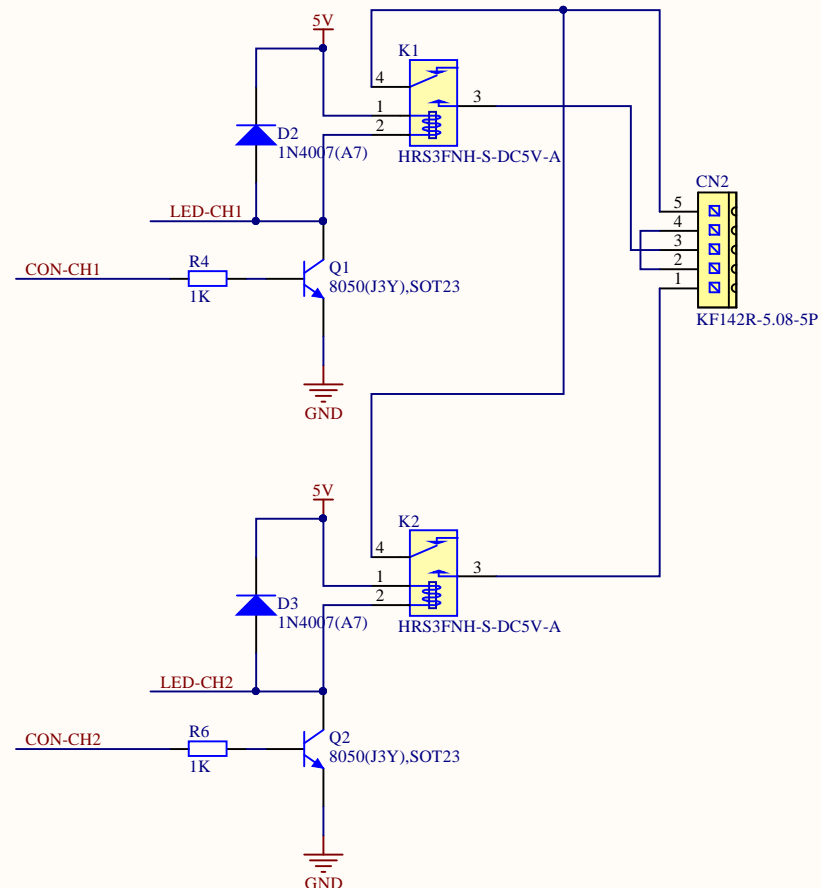 5V
K1
4
3
1
2
D2
1N4007(A7)
HRS3FNH-S-DC5V-A
CN2
LED-CH1
5
4
3
2
1
CON-CH1
R4
1K
Q1
8050(J3Y),SOT23
KF142R-5.08-5P
GND
5V
K2
4
3
1
2
D3
1N4007(A7)
HRS3FNH-S-DC5V-A
LED-CH2
CON-CH2
R6
1K
Q2
8050(J3Y),SOT23
GND